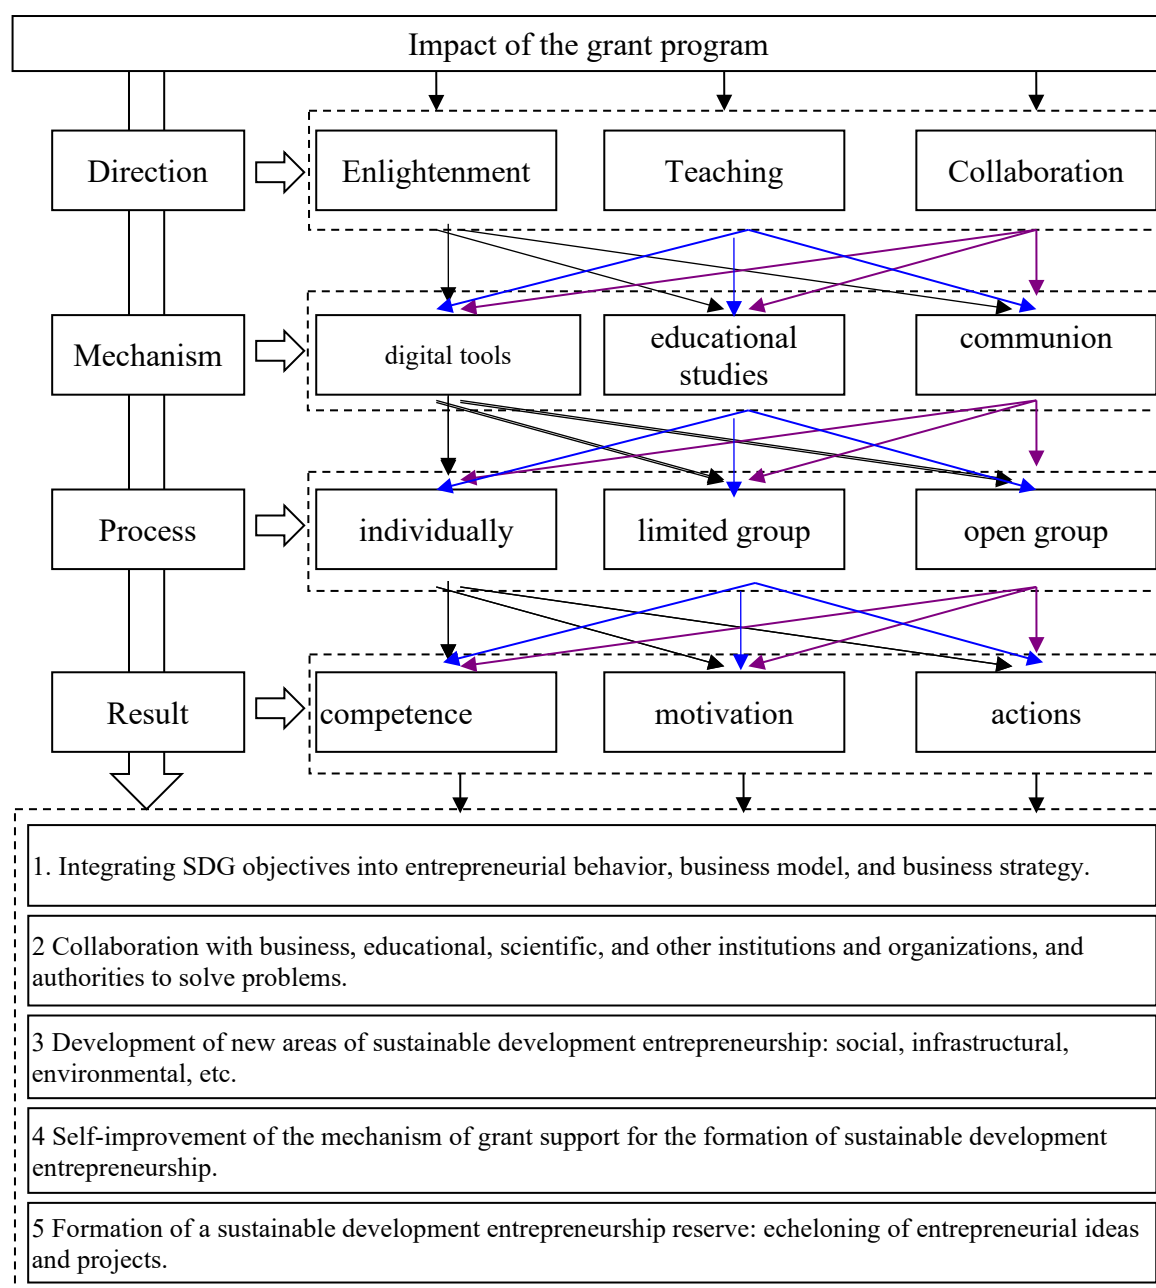 Impact of the grant program
Direction
Enlightenment
Teaching
Collaboration
Mechanism
digital tools
educational
studies
communion
Process
individually
limited group
open group
Result
competence
motivation
actions
1. Integrating SDG objectives into entrepreneurial behavior, business model, and business strategy.
2 Collaboration with business, educational, scientific, and other institutions and organizations, and
authorities to solve problems.
3 Development of new areas of sustainable development entrepreneurship: social, infrastructural,
environmental, etc.
4 Self-improvement of the mechanism of grant support for the formation of sustainable development
entrepreneurship.
5 Formation of a sustainable development entrepreneurship reserve: echeloning of entrepreneurial ideas
and projects.